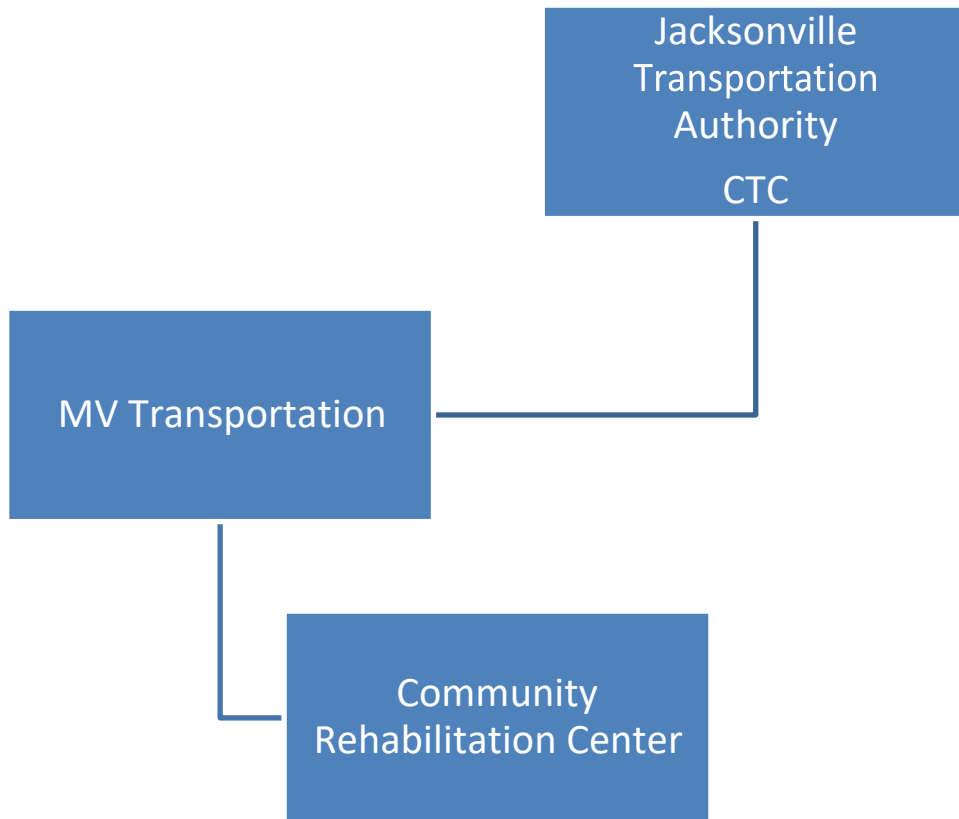 Jacksonville
Transportation
Authority
CTC
MV Transportation
Community
Rehabilitation Center